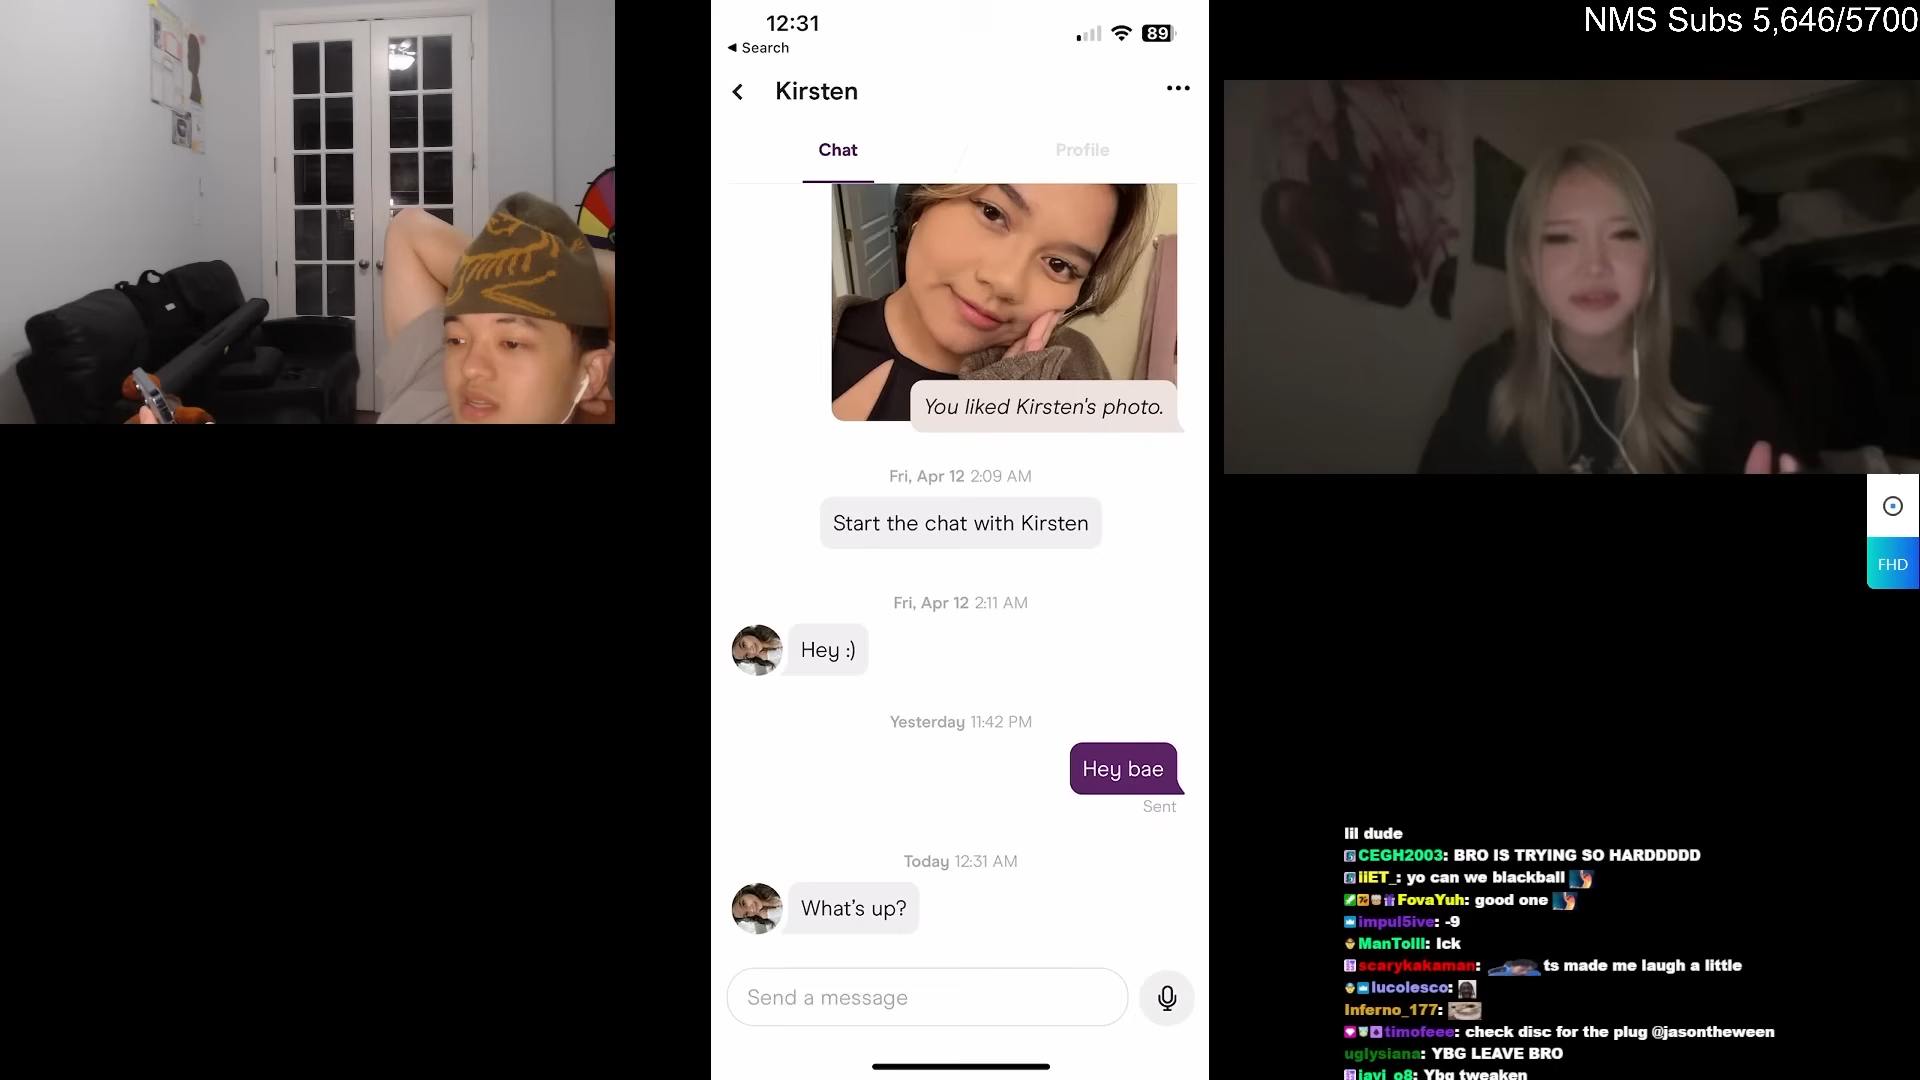 NMS Subs 5,646/5700
12:31
89
Search
Kirsten
Chat
Profile
You liked Kirsten's photo.
Fri, Apr 12 2:09 AM
Start the chat with Kirsten
Fri, Apr 12 2:11 AM
Hey :)
Yesterday 11:42 PM
Hey bae
Sent
Today 12:31 AM
What's up?
Send a message
FHD
lil dude
CEGH2003: BRO IS TRYING SO HARDDDDD
iiET_: yo can we blackball
FovaYuh: good one
impul5ive: -9
ManTolll: Ick
scarykakaman: ts made me laugh a little
lucolesco:
Inferno_177:
timofeee: check disc for the plug @jasontheween
uglysiana: YBG LEAVE BRO
javi_o8: Ybg tweaken